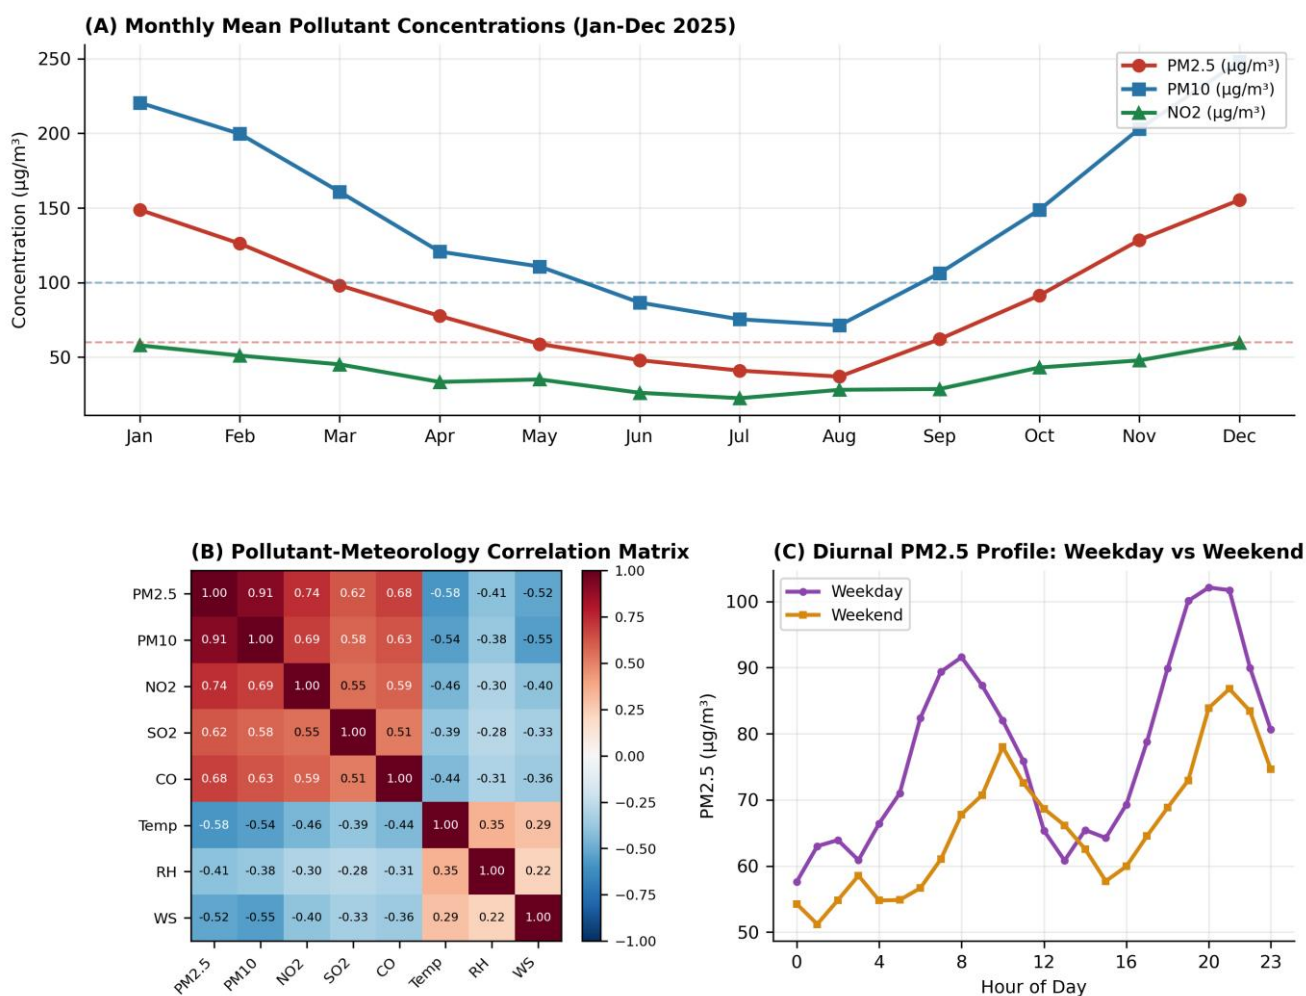 (A) Monthly Mean Pollutant Concentrations (Jan-Dec 2025)
Concentration (µg/m³)
250
200
150
100
50
PM2.5 (µg/m³)
PM10 (µg/m³)
NO2 (µg/m³)
Jan Feb Mar Apr May Jun Jul Aug Sep Oct Nov Dec
(B) Pollutant-Meteorology Correlation Matrix
PM2.5 1.00 0.91 0.74 0.62 0.68 -0.58 -0.41 -0.52
PM10 0.91 1.00 0.69 0.58 0.63 -0.54 -0.38 -0.55
NO2 0.74 0.69 1.00 0.55 0.59 -0.46 -0.30 -0.40
SO2 0.62 0.58 0.55 1.00 0.51 -0.39 -0.28 -0.33
CO 0.68 0.63 0.59 0.51 1.00 -0.44 -0.31 -0.36
Temp -0.58 -0.54 -0.46 -0.39 -0.44 1.00 0.35 0.29
RH -0.41 -0.38 -0.30 -0.28 -0.31 0.35 1.00 0.22
WS -0.52 -0.55 -0.40 -0.33 -0.36 0.29 0.22 1.00
PM2.5 PM10 NO2 SO2 CO Temp RH WS
1.00
0.75
0.50
0.25
0.00
−0.25
−0.50
−0.75
−1.00
(C) Diurnal PM2.5 Profile: Weekday vs Weekend
Weekday
Weekend
PM2.5 (µg/m³)
100
90
80
70
60
50
0 4 8 12 16 20 23
Hour of Day